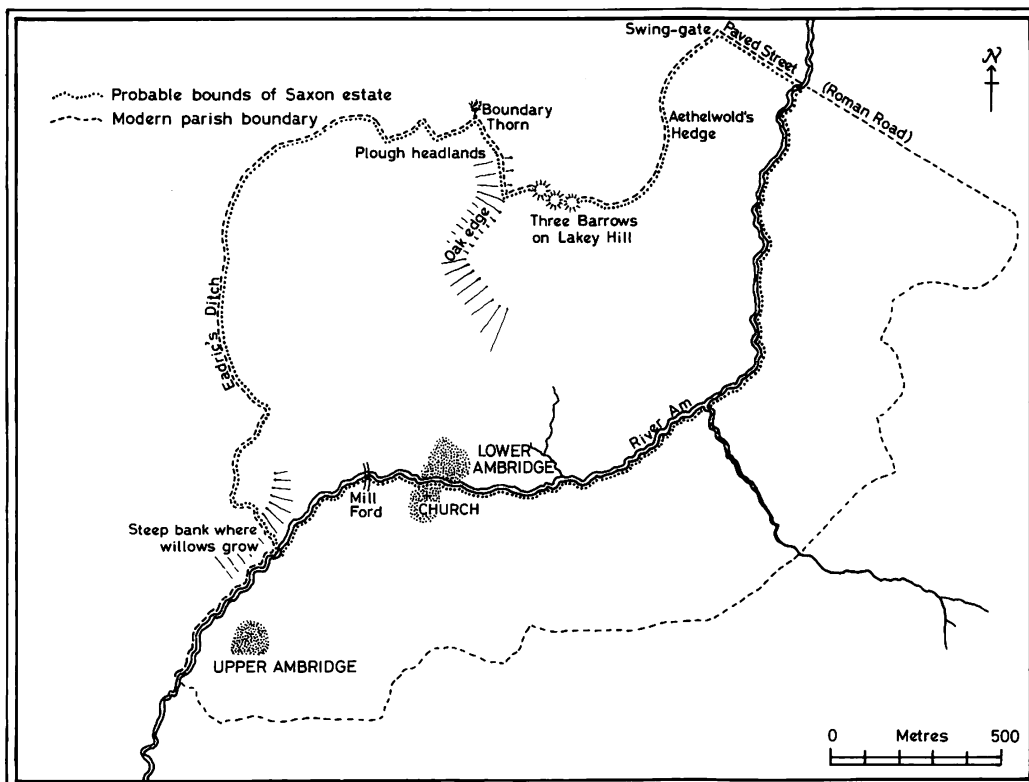 Swing-gate
Paved Street
(Roman Road)
N
Probable bounds of Saxon estate
Modern parish boundary
Boundary
Thorn
Plough headlands
Aethelwold's
Hedge
Oak edge
Three Barrows
on Lakey Hill
Eadric's Ditch
River Am
LOWER
AMBRIDGE
Mill
Ford
CHURCH
Steep bank where
willows grow
UPPER AMBRIDGE
0 Metres 500